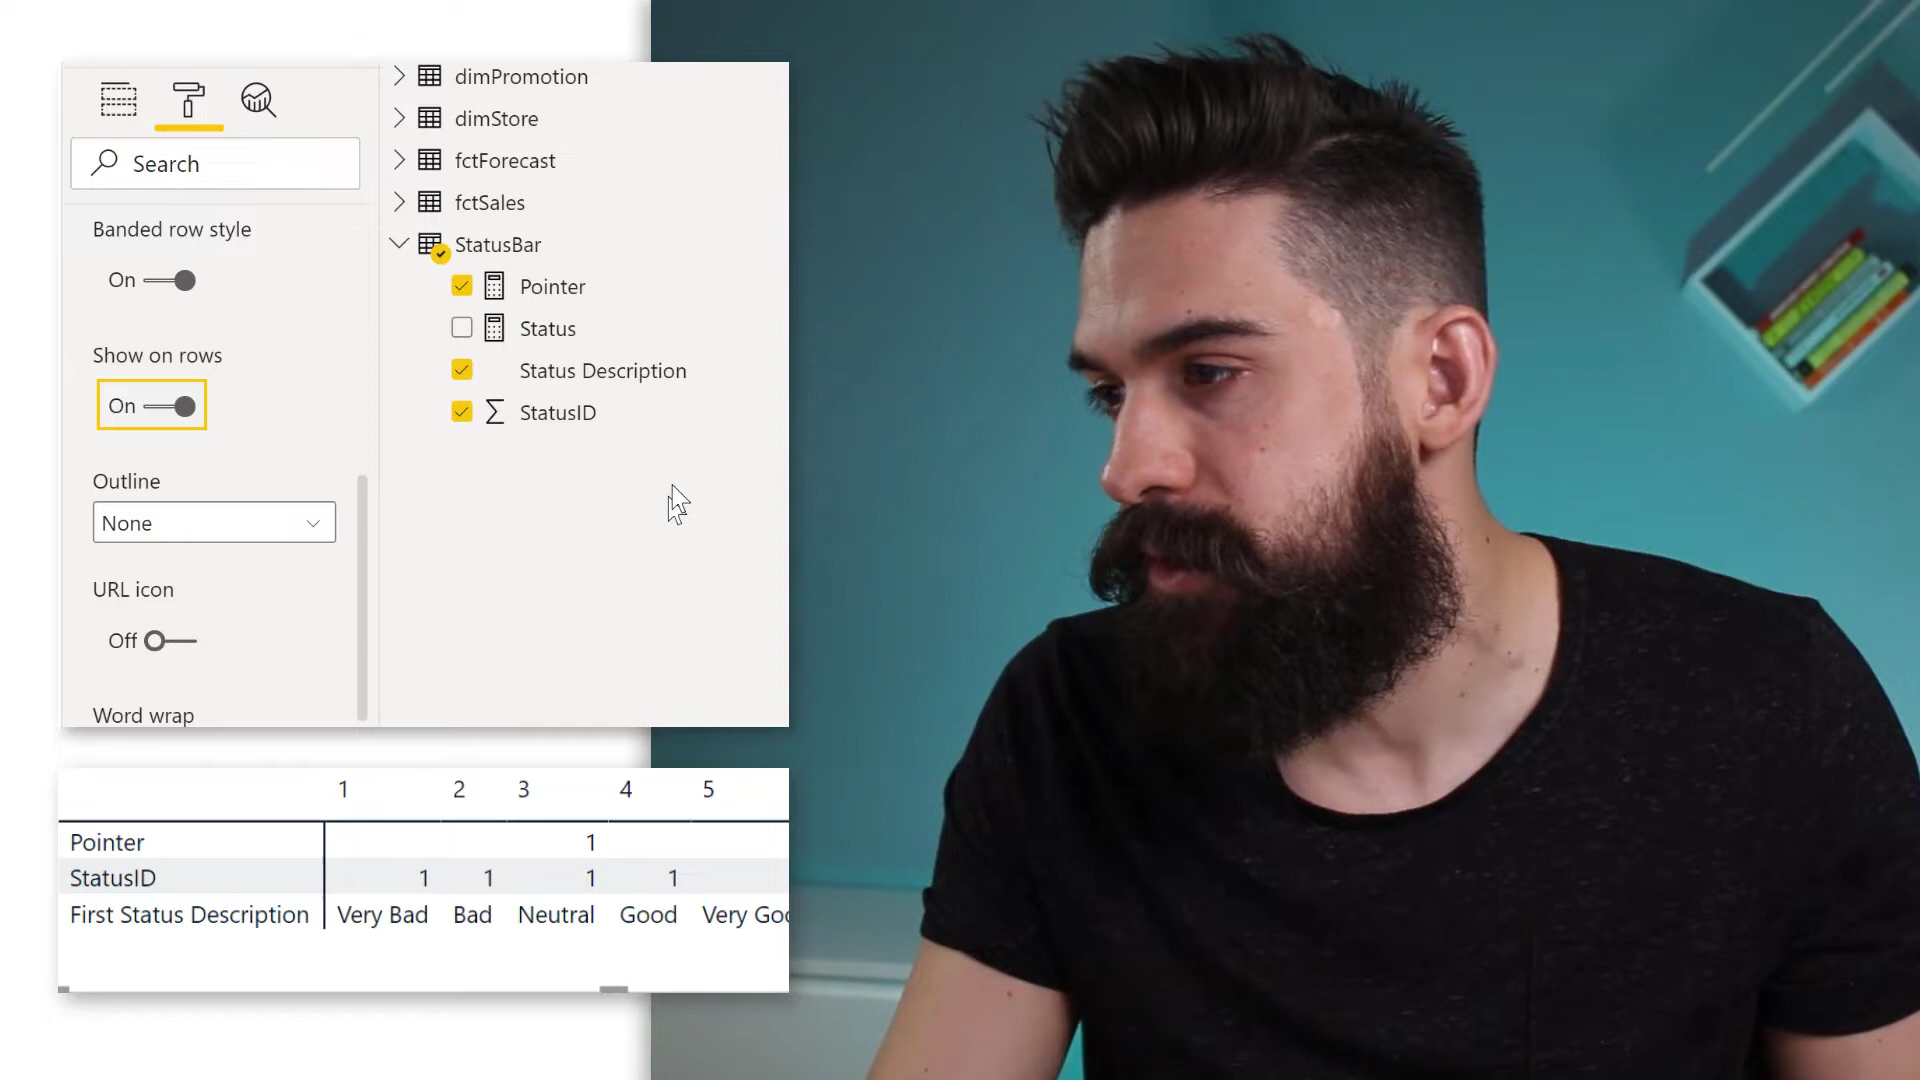 Search
Banded row style
On
Show on rows
On
Outline
None
URL icon
Off
Word wrap
dimPromotion
dimStore
fctForecast
fctSales
StatusBar
Pointer
Status
Status Description
StatusID
1 2 3 4 5
Pointer 1
StatusID 1 1 1 1
First Status Description Very Bad Bad Neutral Good Very Goo